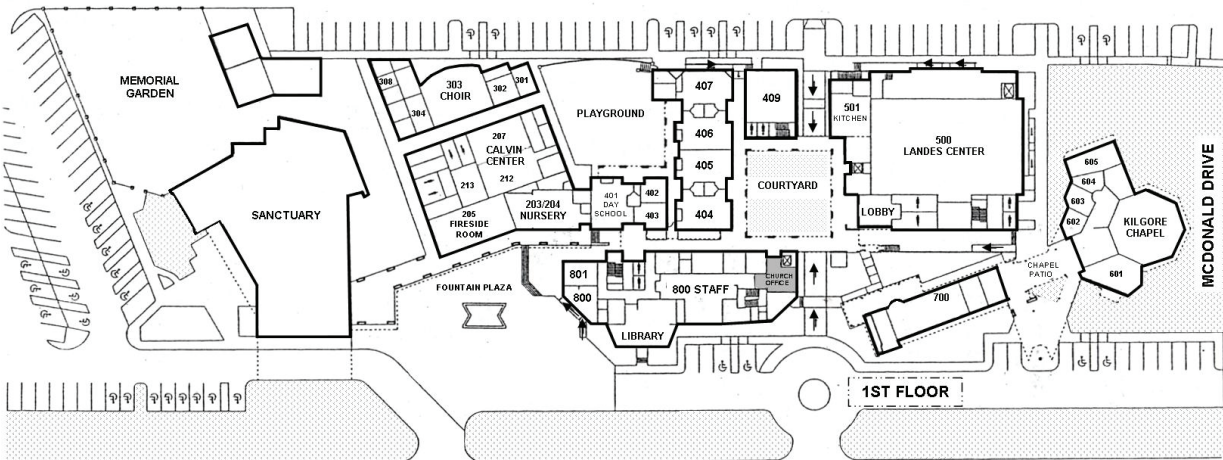 MEMORIAL
GARDEN
308
303
CHOIR
302
301
304
PLAYGROUND
407
409
501
KITCHEN
500
LANDES CENTER
406
405
404
207
CALVIN
CENTER
213
212
205
FIRESIDE
ROOM
203/204
NURSERY
401
DAY
SCHOOL
402
403
COURTYARD
LOBBY
SANCTUARY
605
604
603
602
KILGORE
CHAPEL
601
MCDONALD DRIVE
CHAPEL
PATIO
801
800
800 STAFF
CHURCH
OFFICE
LIBRARY
700
FOUNTAIN PLAZA
1ST FLOOR